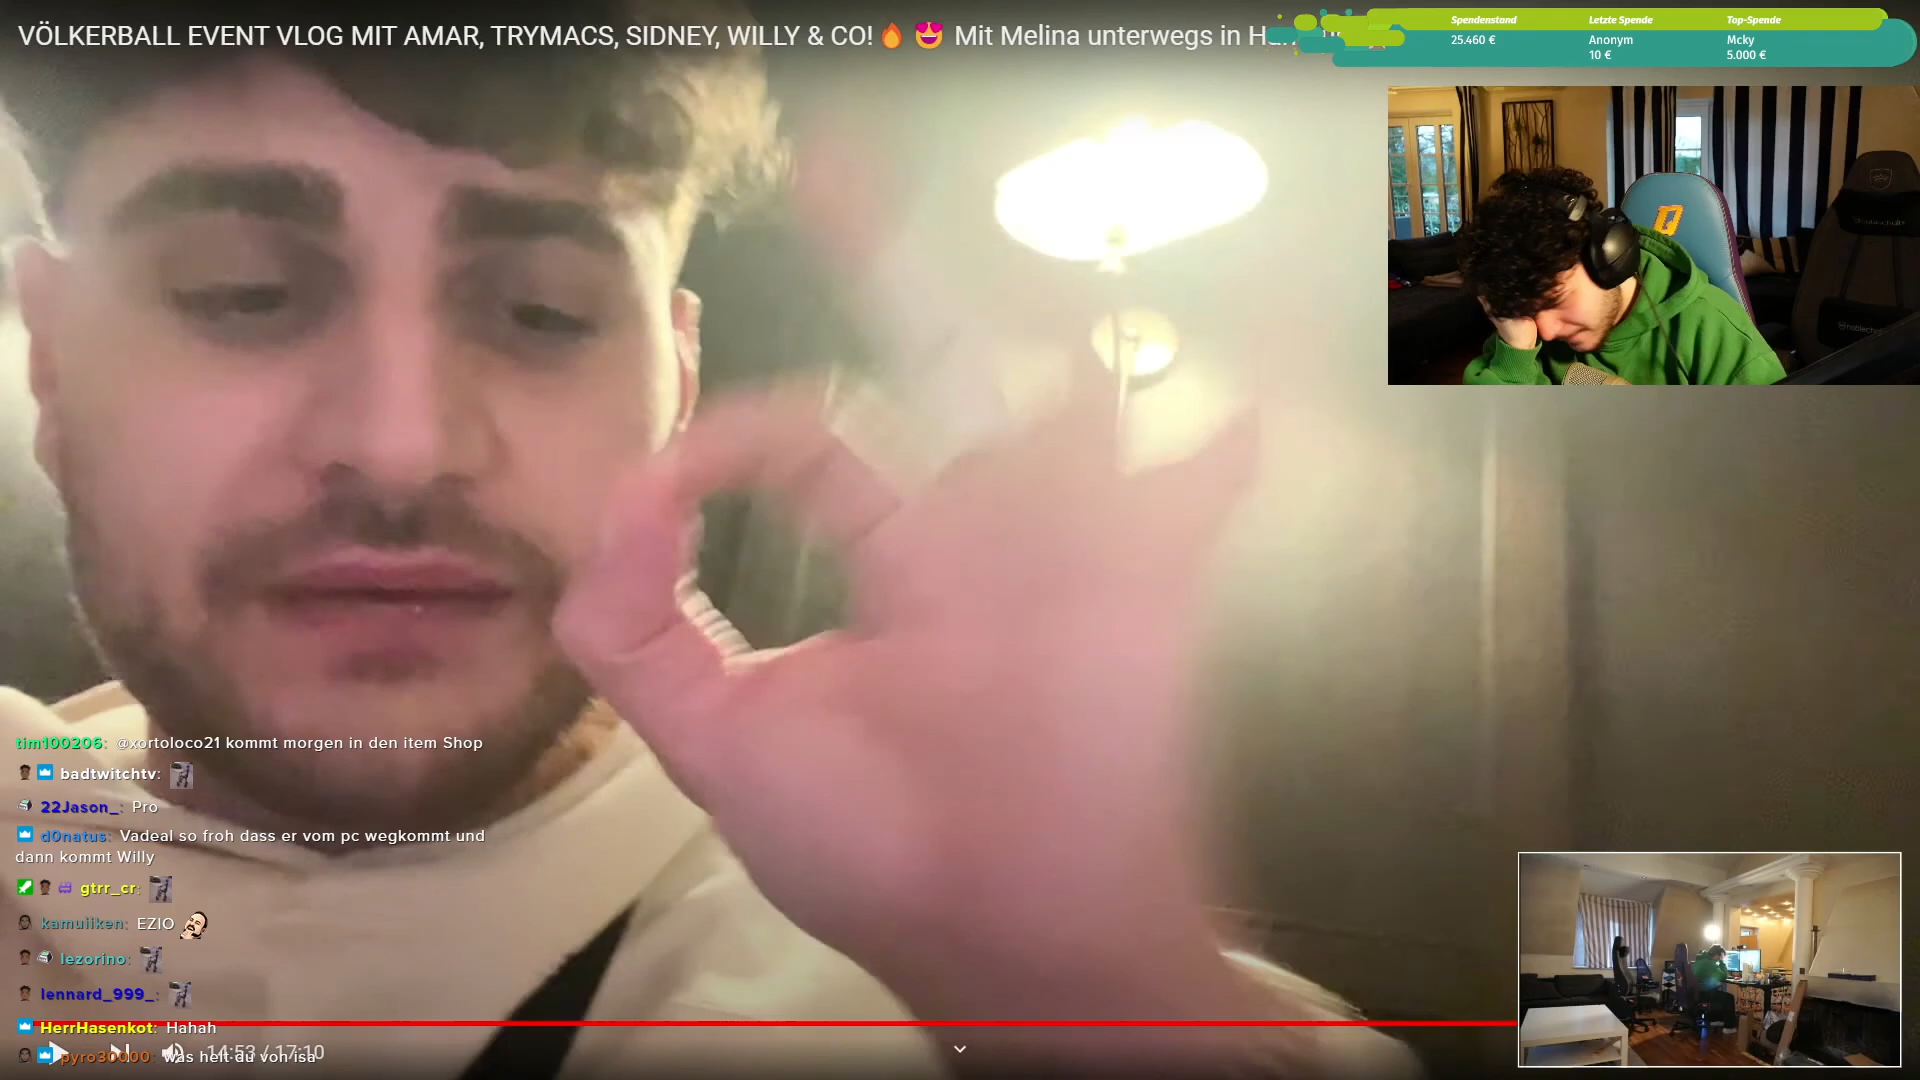 VÖLKERBALL EVENT VLOG MIT AMAR, TRYMACS, SIDNEY, WILLY & CO!🔥 😍 Mit Melina unterwegs in
Spendenstand
25.460 €
Letzte Spende
Anonym
10 €
Top-Spende
Mcky
5.000 €
tim100206: @xortoloco21 kommt morgen in den item Shop
badtwitchtv:
22Jason_: Pro
d0natus: Vadeal so froh dass er vom pc wegkommt und
dann kommt Willy
gtrr_cr:
kamuiiken: EZIO
lezorino:
lennard_999_:
HerrHasenkot: Hahah
pyro30000: was helt du von isa
14:53 / 17:10